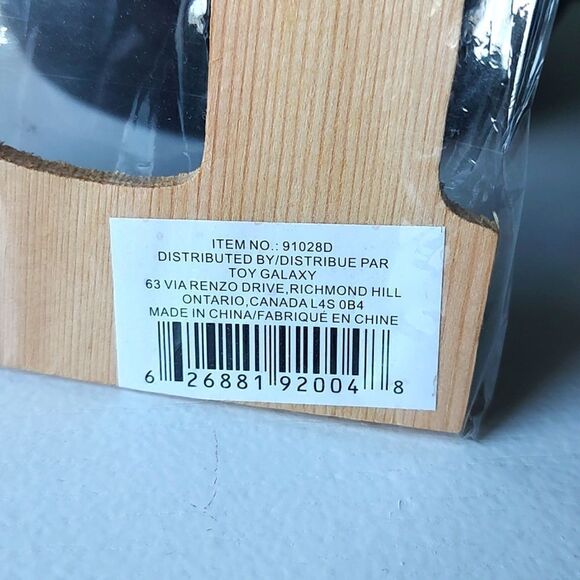 ITEM NO.: 91028D
DISTRIBUTED BY/DISTRIBUE PAR
TOY GALAXY
63 VIA RENZO DRIVE,RICHMOND HILL
ONTARIO,CANADA L4S 0B4
MADE IN CHINA/FABRIQUÉ EN CHINE
6 26881 92004 8